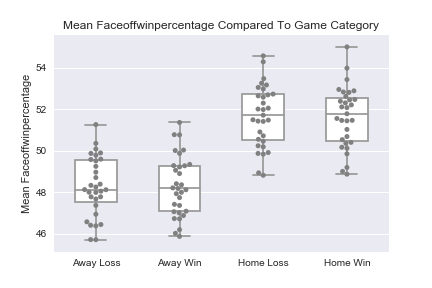 Mean Faceoffwinpercentage Compared To Game Category
Mean Faceoffwinpercentage
54
52
50
48
46
Away Loss
Away Win
Home Loss
Home Win